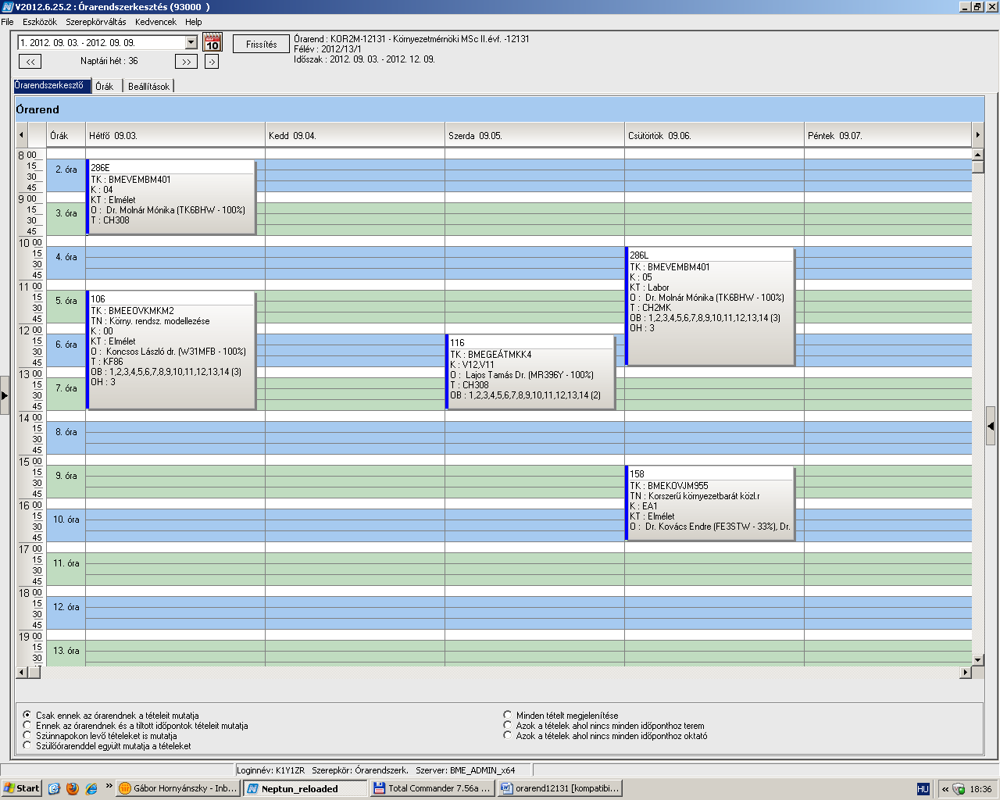 V2012.6.25.2 : Órarendszerkesztés (93000  )
File Eszközök Szerepkörváltás Kedvencek Help
1. 2012. 09. 03. - 2012. 09. 09.
10
Frissítés
Órarend : KOR2M-12131 - Környezetmérnöki MSc II.évf. -12131
Félév : 2012/13/1
Időszak : 2012. 09. 03. - 2012. 12. 09.
<< Naptári hét : 36 >> ->
Órarendszerkesztő Órák Beállítások
Órarend
Órák Hétfő 09.03. Kedd 09.04. Szerda 09.05. Csütörtök 09.06. Péntek 09.07.
8 00
15
30
45
9 00
15
30
45
10 00
15
30
45
11 00
15
30
45
12 00
15
30
45
13 00
15
30
45
14 00
15
30
45
15 00
15
30
45
16 00
15
30
45
17 00
15
30
45
18 00
15
30
45
19 00
15
30
45
2. óra
3. óra
4. óra
5. óra
6. óra
7. óra
8. óra
9. óra
10. óra
11. óra
12. óra
13. óra
286E
TK : BMEVEMBM401
K : 04
KT : Elmélet
O : Dr. Molnár Mónika (TK6BHW - 100%)
T : CH308
106
TK : BMEEOVKMKM2
TN : Körny. rendsz. modellezése
K : 00
KT : Elmélet
O : Koncsos László dr. (W31MFB - 100%)
T : KF86
OB : 1,2,3,4,5,6,7,8,9,10,11,12,13,14 (3)
OH : 3
116
TK : BMEGEÁTMKK4
K : V12,V11
O : Lajos Tamás Dr. (MR396Y - 100%)
T : CH308
OB : 1,2,3,4,5,6,7,8,9,10,11,12,13,14 (2)
286L
TK : BMEVEMBM401
K : 05
KT : Labor
O : Dr. Molnár Mónika (TK6BHW - 100%)
T : CH2MK
OB : 1,2,3,4,5,6,7,8,9,10,11,12,13,14 (3)
OH : 3
158
TK : BMEKOVJM955
TN : Korszerű környezetbarát közl.r
K : EA1
KT : Elmélet
O : Dr. Kovács Endre (FE3STW - 33%), Dr.
Csak ennek az órarendnek a tételeit mutatja
Ennek az órarendnek és a tiltott időpontok tételeit mutatja
Szünnapokon levő tételeket is mutatja
Szülőórarenddel együtt mutatja a tételeket
Minden tételt megjelenítése
Azok a tételek ahol nincs minden időponthoz terem
Azok a tételek ahol nincs minden időponthoz oktató
Loginnév: K1Y1ZR Szerepkör: Órarendszerk. Szerver: BME_ADMIN_x64
Start » Gábor Hornyánszky - Inb... Neptun_reloaded Total Commander 7.56a ... orarend12131 [kompatibi... HU « 18:36